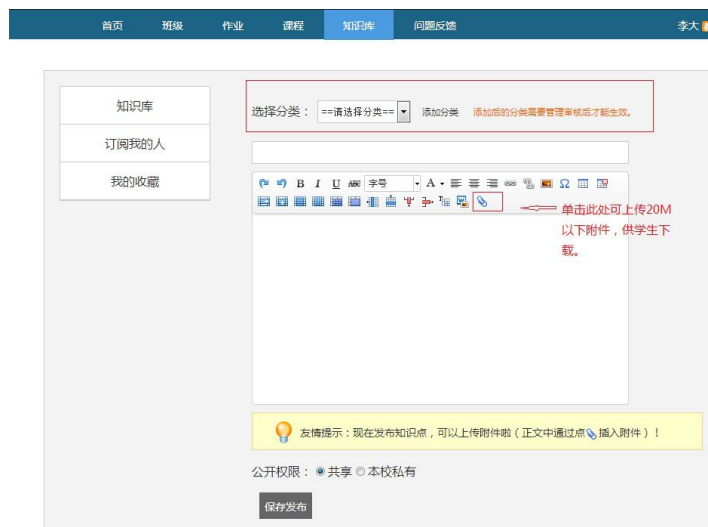 首页 班级 作业 课程 知识库 问题反馈 李大
知识库
订阅我的人
我的收藏
选择分类： ==请选择分类== 添加分类 添加后的分类需要管理审核后才能生效。
B I U ABC 字号 A Ω
单击此处可上传20M
以下附件，供学生下
载。
友情提示：现在发布知识点，可以上传附件啦（正文中通过点 插入附件）！
公开权限： 共享 本校私有
保存发布